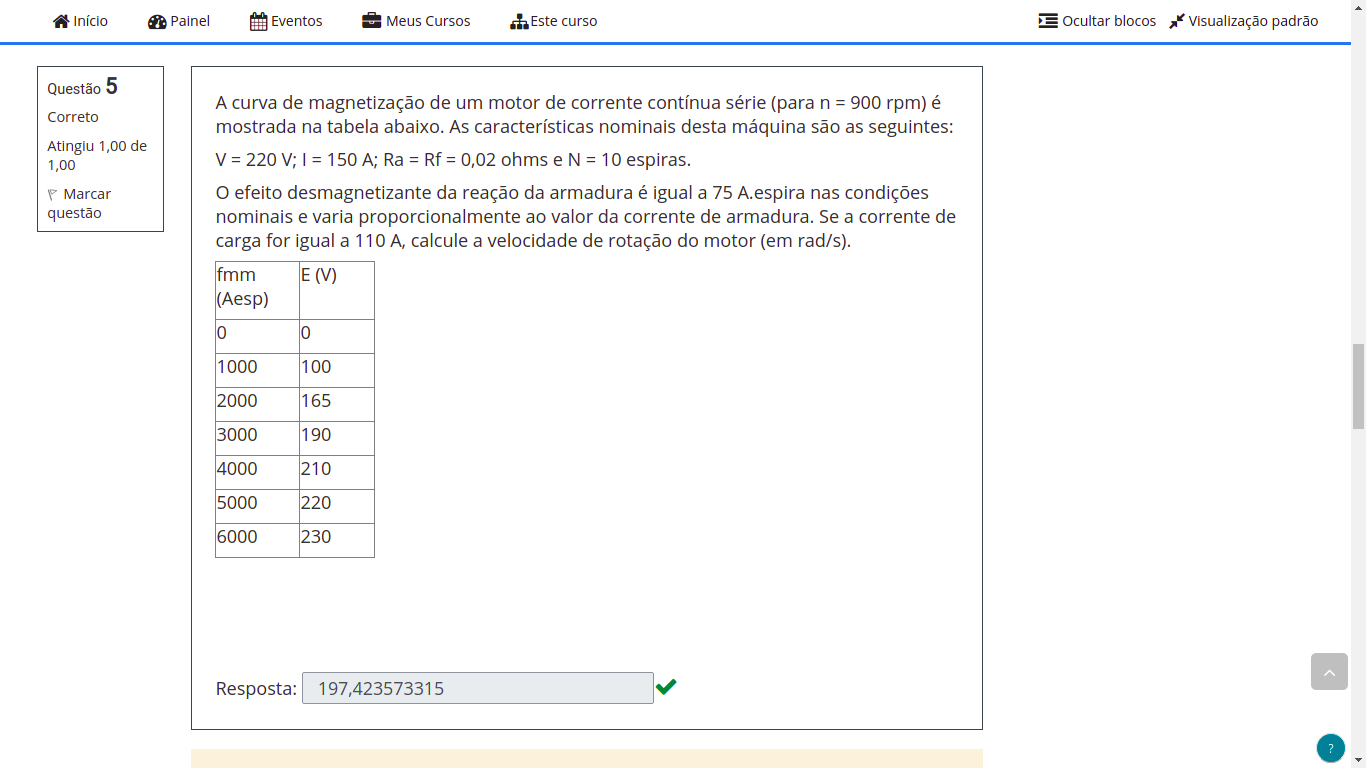 Início Painel Eventos Meus Cursos Este curso Ocultar blocos Visualização padrão
Questão 5
Correto
Atingiu 1,00 de
1,00
Marcar
questão
A curva de magnetização de um motor de corrente contínua série (para n = 900 rpm) é
mostrada na tabela abaixo. As características nominais desta máquina são as seguintes:
V = 220 V; I = 150 A; Ra = Rf = 0,02 ohms e N = 10 espiras.
O efeito desmagnetizante da reação da armadura é igual a 75 A.espira nas condições
nominais e varia proporcionalmente ao valor da corrente de armadura. Se a corrente de
carga for igual a 110 A, calcule a velocidade de rotação do motor (em rad/s).
fmm E (V)
(Aesp)
0 0
1000 100
2000 165
3000 190
4000 210
5000 220
6000 230
Resposta: 197,423573315
?